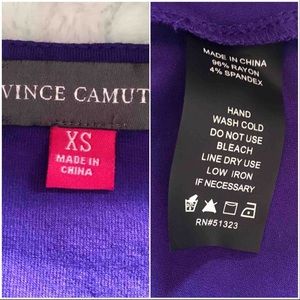 VINCE CAMUT
XS
MADE IN
CHINA
MADE IN CHINA
96% RAYON
4% SPANDEX
HAND
WASH COLD
DO NOT USE
BLEACH
LINE DRY USE
LOW IRON
IF NECESSARY
RN#51323